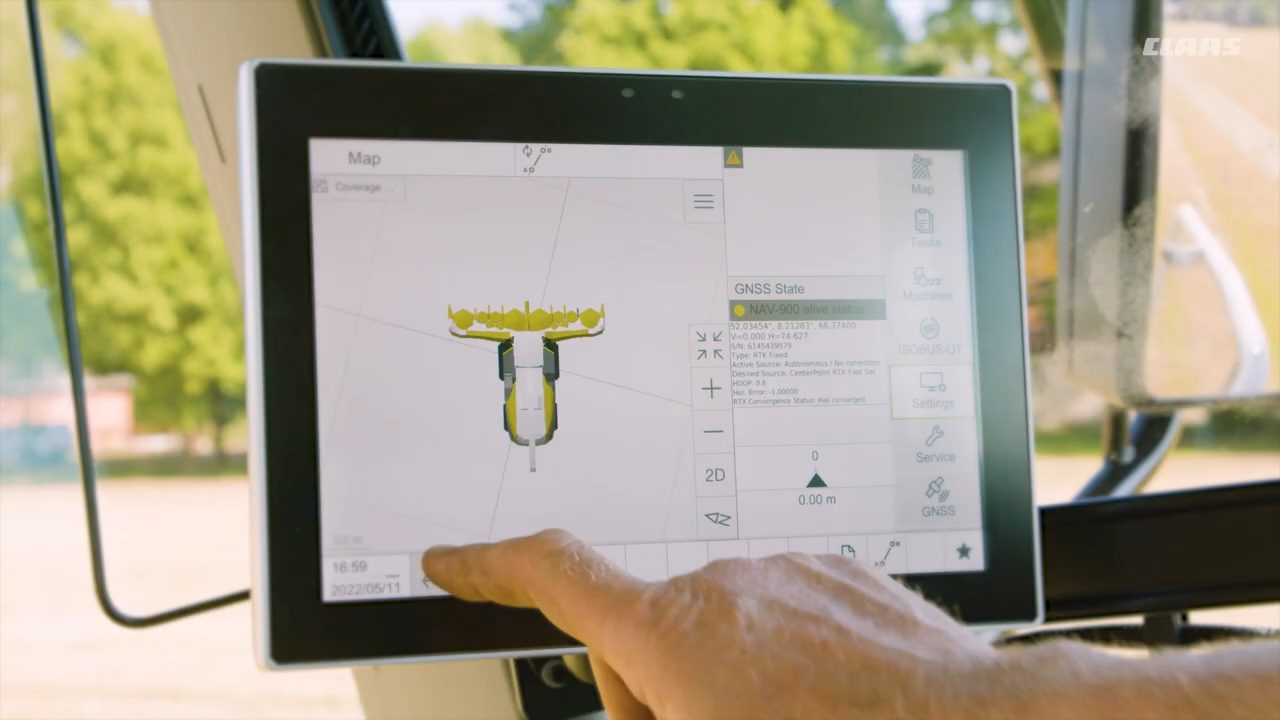 CLAAS
Map
Coverage ...
GNSS State
NAV-900 alive status
52.03454°, 8.21283°, 66.37400
V=0.000 H=74.627
S/N: 6145439579
Type: RTK Fixed
Active Source: Autonomous / No correction
Desired Source: CenterPoint RTX Fast Sat
HDOP: 0.6
Hor. Error: -1.00000
RTX Convergence Status: Has converged
2D
0
0.00 m
Map
Tasks
Machines
ISOBUS-UT
Settings
Service
GNSS
16.59
2022/05/11